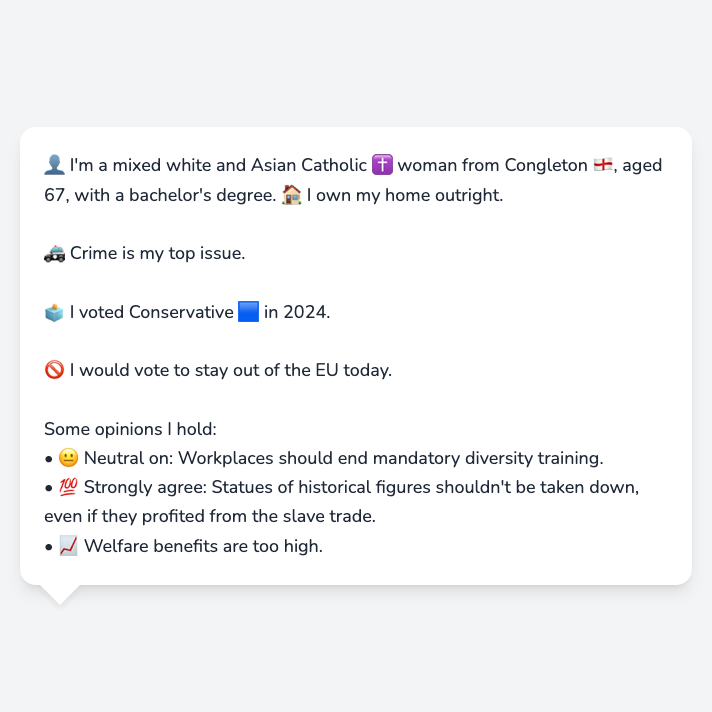 👤 I'm a mixed white and Asian Catholic ✝️ woman from Congleton 🏴󠁧󠁢󠁥󠁮󠁧󠁿, aged
67, with a bachelor's degree. 🏠 I own my home outright.
🚓 Crime is my top issue.
🗳️ I voted Conservative 🟦 in 2024.
🚫 I would vote to stay out of the EU today.
Some opinions I hold:
• 😐 Neutral on: Workplaces should end mandatory diversity training.
• 💯 Strongly agree: Statues of historical figures shouldn't be taken down,
even if they profited from the slave trade.
• 📈 Welfare benefits are too high.